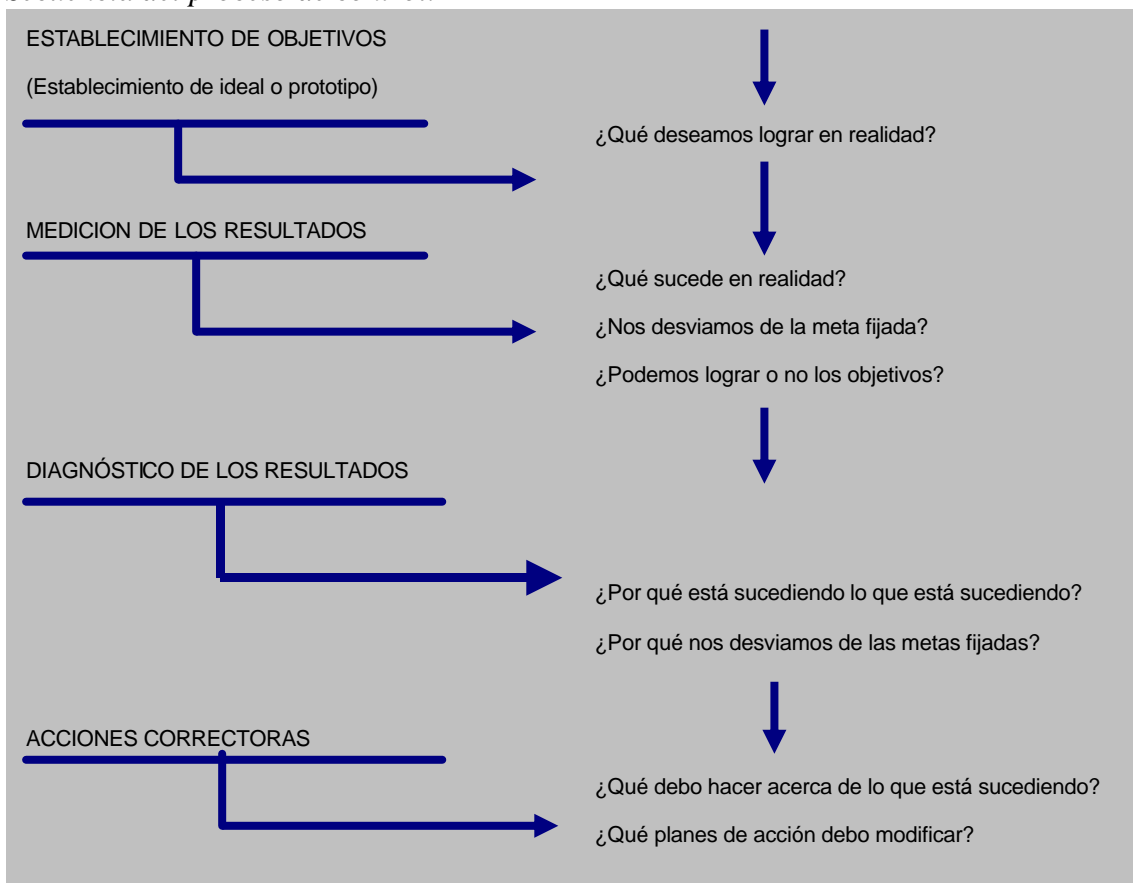 ESTABLECIMIENTO DE OBJETIVOS
(Establecimiento de ideal o prototipo)
¿Qué deseamos lograr en realidad?
MEDICION DE LOS RESULTADOS
¿Qué sucede en realidad?
¿Nos desviamos de la meta fijada?
¿Podemos lograr o no los objetivos?
DIAGNÓSTICO DE LOS RESULTADOS
¿Por qué está sucediendo lo que está sucediendo?
¿Por qué nos desviamos de las metas fijadas?
ACCIONES CORRECTORAS
¿Qué debo hacer acerca de lo que está sucediendo?
¿Qué planes de acción debo modificar?